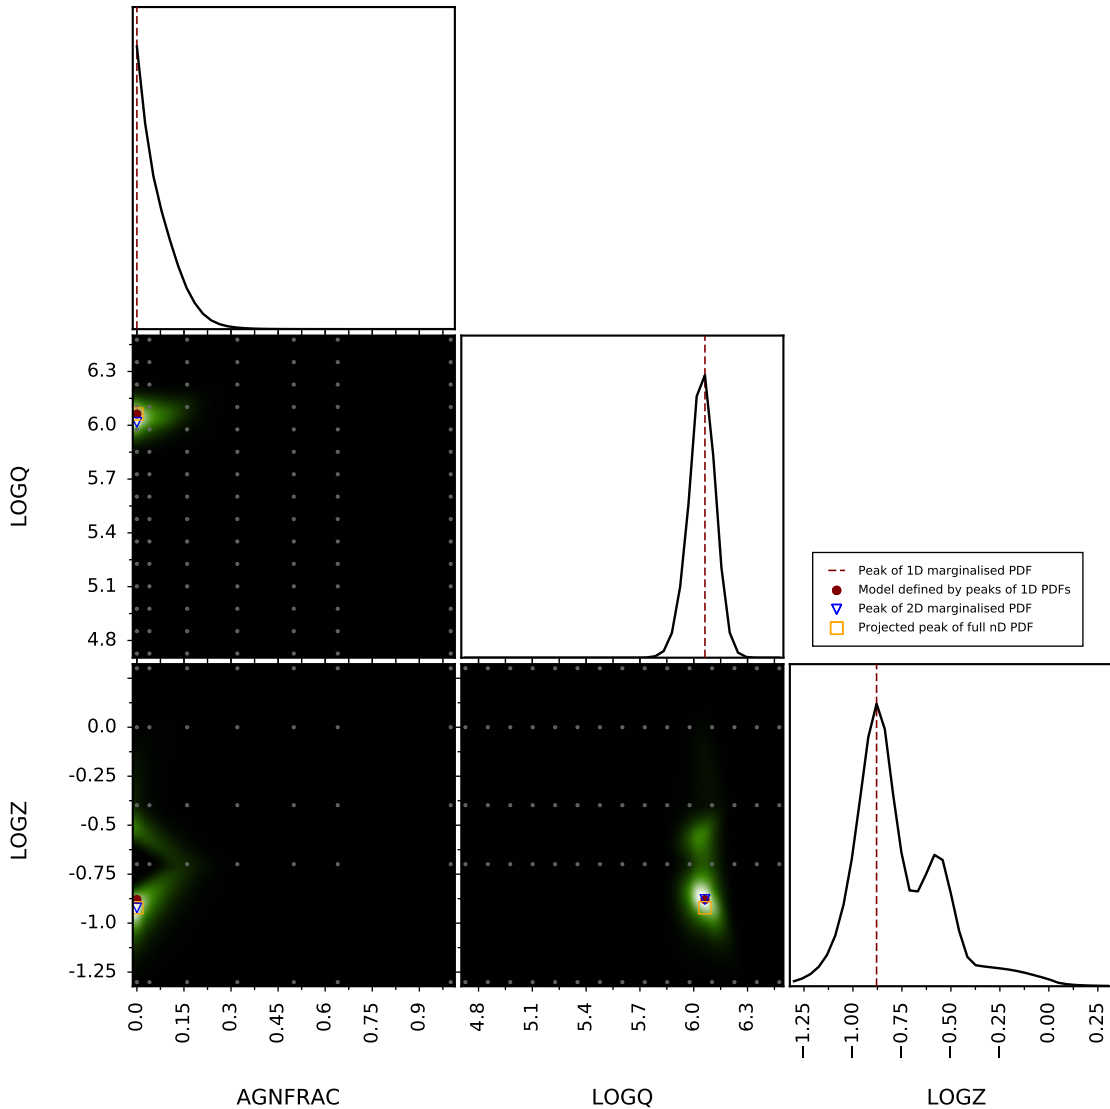 6.3
6.0
5.7
5.4
5.1
4.8
LOGQ
Peak of 1D marginalised PDF
Model defined by peaks of 1D PDFs
Peak of 2D marginalised PDF
Projected peak of full nD PDF
0.0
-0.25
-0.5
-0.75
-1.0
-1.25
LOGZ
0.0 0.15 0.3 0.45 0.6 0.75 0.9
4.8 5.1 5.4 5.7 6.0 6.3
−1.25 −1.00 −0.75 −0.50 −0.25 0.00 0.25
AGNFRAC LOGQ LOGZ